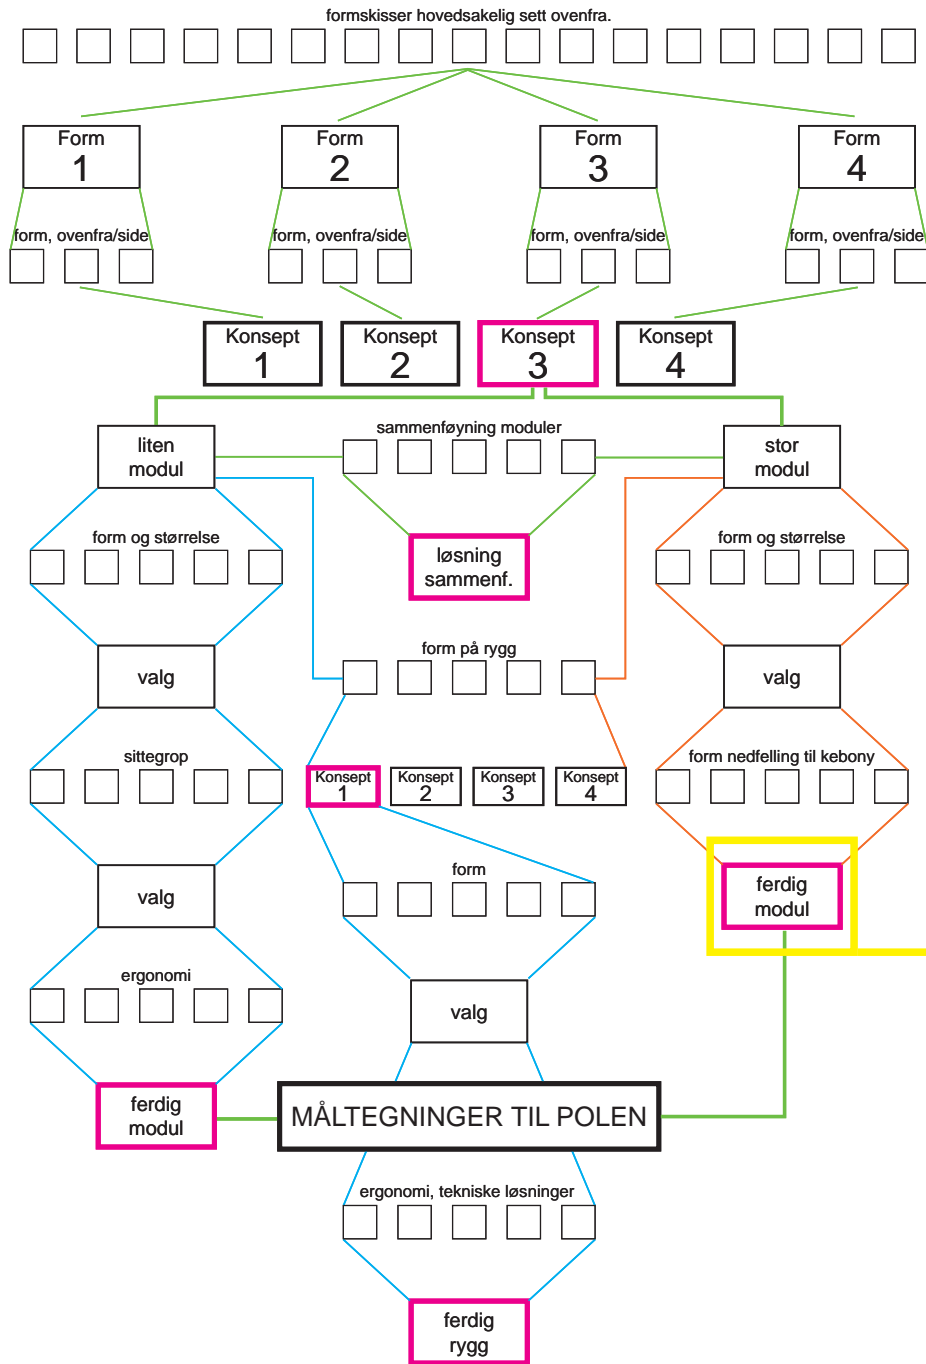 formskisser hovedsakelig sett ovenfra.
Form
1
Form
2
Form
3
Form
4
form, ovenfra/side
form, ovenfra/side
form, ovenfra/side
form, ovenfra/side
Konsept
1
Konsept
2
Konsept
3
Konsept
4
liten
modul
sammenføyning moduler
stor
modul
form og størrelse
løsning
sammenf.
form og størrelse
valg
form på rygg
valg
sittegrop
Konsept
1
Konsept
2
Konsept
3
Konsept
4
form nedfelling til kebony
valg
form
ferdig
modul
ergonomi
valg
ferdig
modul
MÅLTEGNINGER TIL POLEN
ergonomi, tekniske løsninger
ferdig
rygg